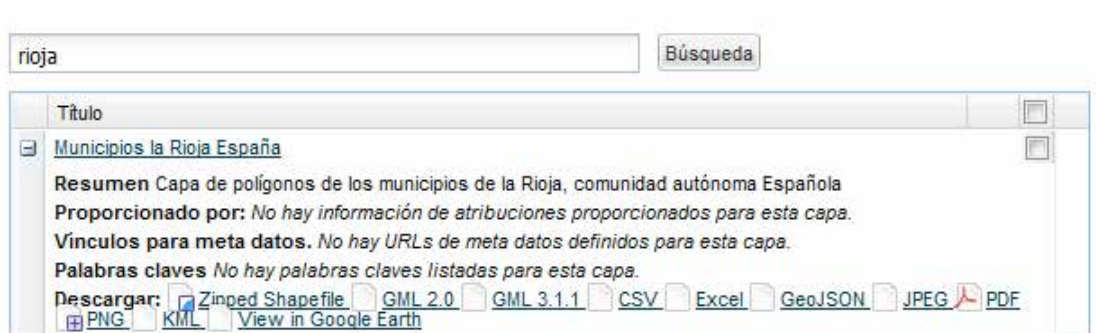 rioja
Búsqueda
Título
Municipios la Rioja España
Resumen Capa de polígonos de los municipios de la Rioja, comunidad autónoma Española
Proporcionado por: No hay información de atribuciones proporcionados para esta capa.
Vínculos para meta datos. No hay URLs de meta datos definidos para esta capa.
Palabras claves No hay palabras claves listadas para esta capa.
Descargar: Zipped Shapefile GML 2.0 GML 3.1.1 CSV Excel GeoJSON JPEG PDF
PNG KML View in Google Earth